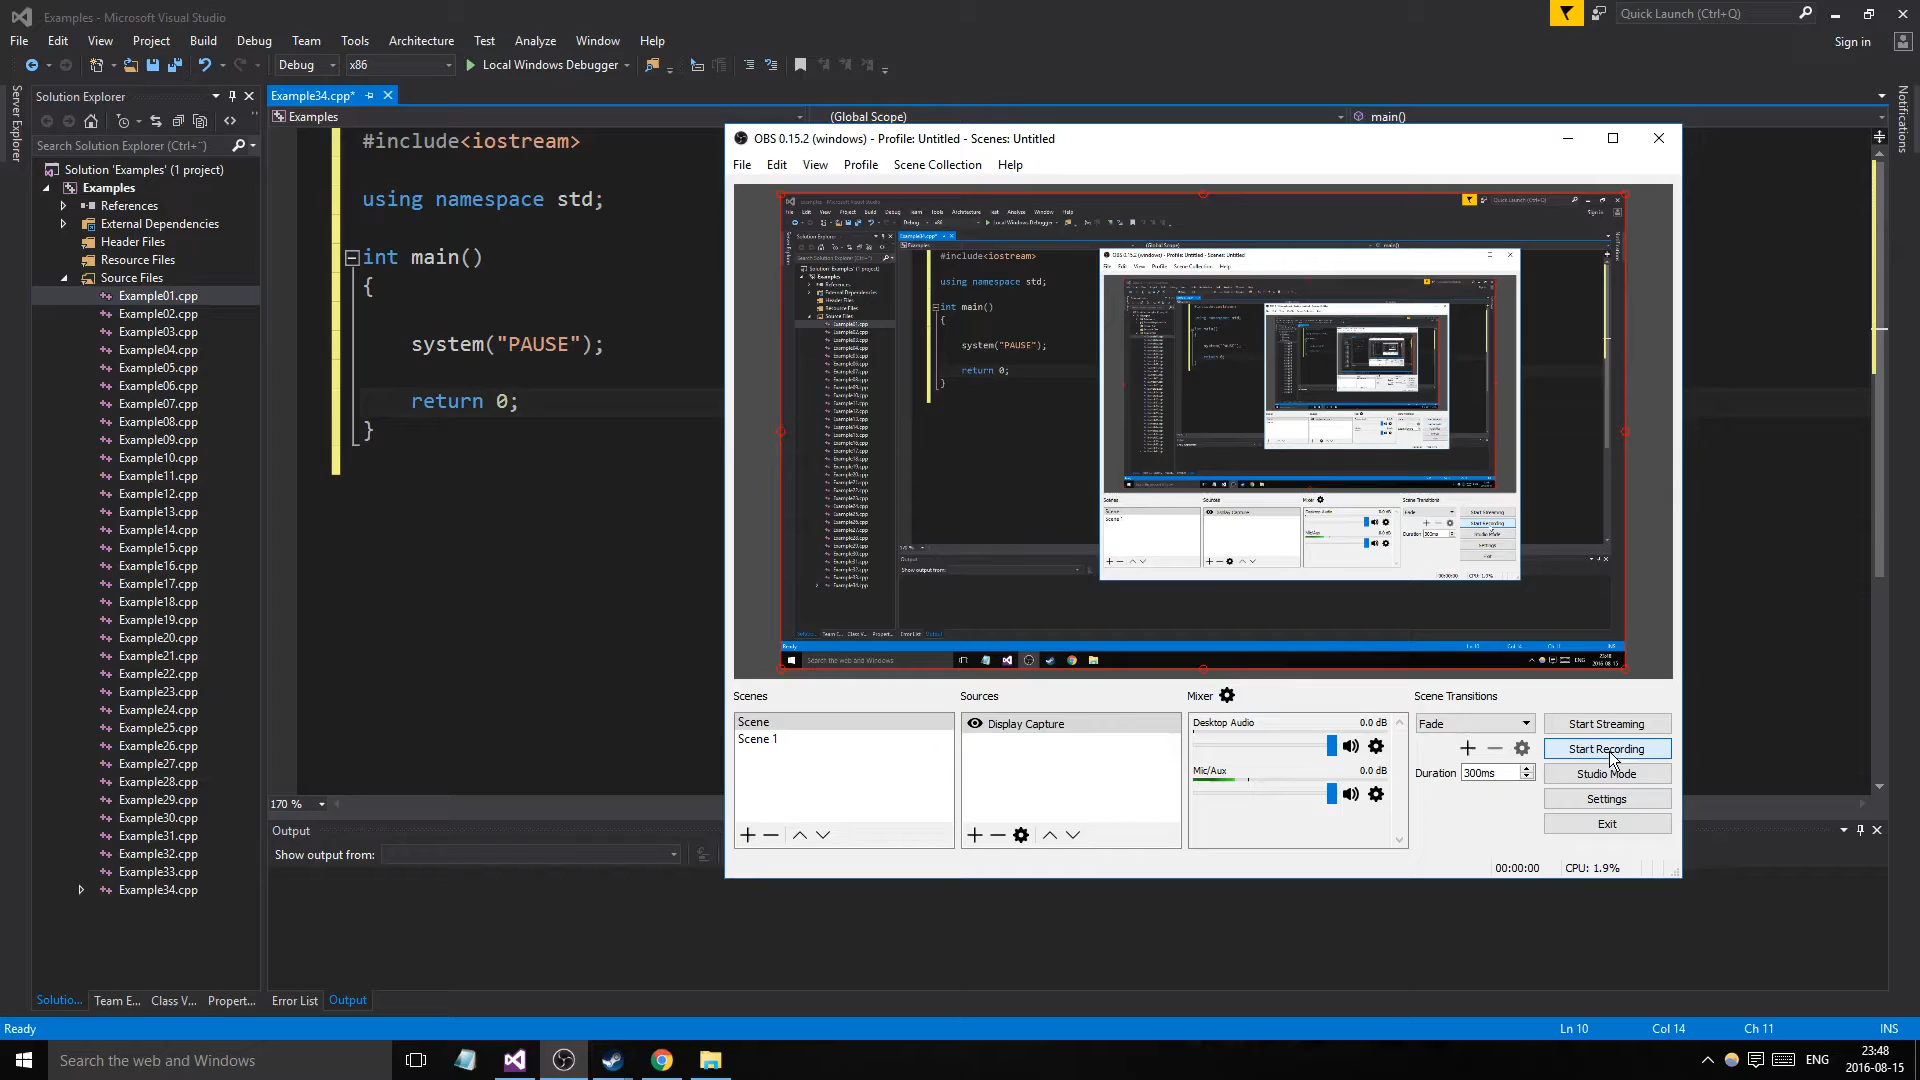 Examples - Microsoft Visual Studio
Quick Launch (Ctrl+Q)
File Edit View Project Build Debug Team Tools Architecture Test Analyze Window Help
Sign in
Debug x86 Local Windows Debugger
Server Explorer
Notifications
Solution Explorer
Search Solution Explorer (Ctrl+¨)
Solution 'Examples' (1 project)
Examples
References
External Dependencies
Header Files
Resource Files
Source Files
Example01.cpp
Example02.cpp
Example03.cpp
Example04.cpp
Example05.cpp
Example06.cpp
Example07.cpp
Example08.cpp
Example09.cpp
Example10.cpp
Example11.cpp
Example12.cpp
Example13.cpp
Example14.cpp
Example15.cpp
Example16.cpp
Example17.cpp
Example18.cpp
Example19.cpp
Example20.cpp
Example21.cpp
Example22.cpp
Example23.cpp
Example24.cpp
Example25.cpp
Example26.cpp
Example27.cpp
Example28.cpp
Example29.cpp
Example30.cpp
Example31.cpp
Example32.cpp
Example33.cpp
Example34.cpp
Solutio... Team E... Class V... Propert...
Example34.cpp*
Examples (Global Scope) main()
#include<iostream>
using namespace std;
int main()
{
system("PAUSE");
return 0;
}
170 %
Output
Show output from:
Error List Output
OBS 0.15.2 (windows) - Profile: Untitled - Scenes: Untitled
File Edit View Profile Scene Collection Help
#include<iostream>
using namespace std;
int main()
{
system("PAUSE");
return 0;
}
Scenes
Scene
Scene 1
Sources
Display Capture
Mixer
Desktop Audio 0.0 dB
Mic/Aux 0.0 dB
Scene Transitions
Fade
Duration 300ms
Start Streaming
Start Recording
Studio Mode
Settings
Exit
00:00:00 CPU: 1.9%
Ready Ln 10 Col 14 Ch 11 INS
Search the web and Windows
ENG
23:48
2016-08-15